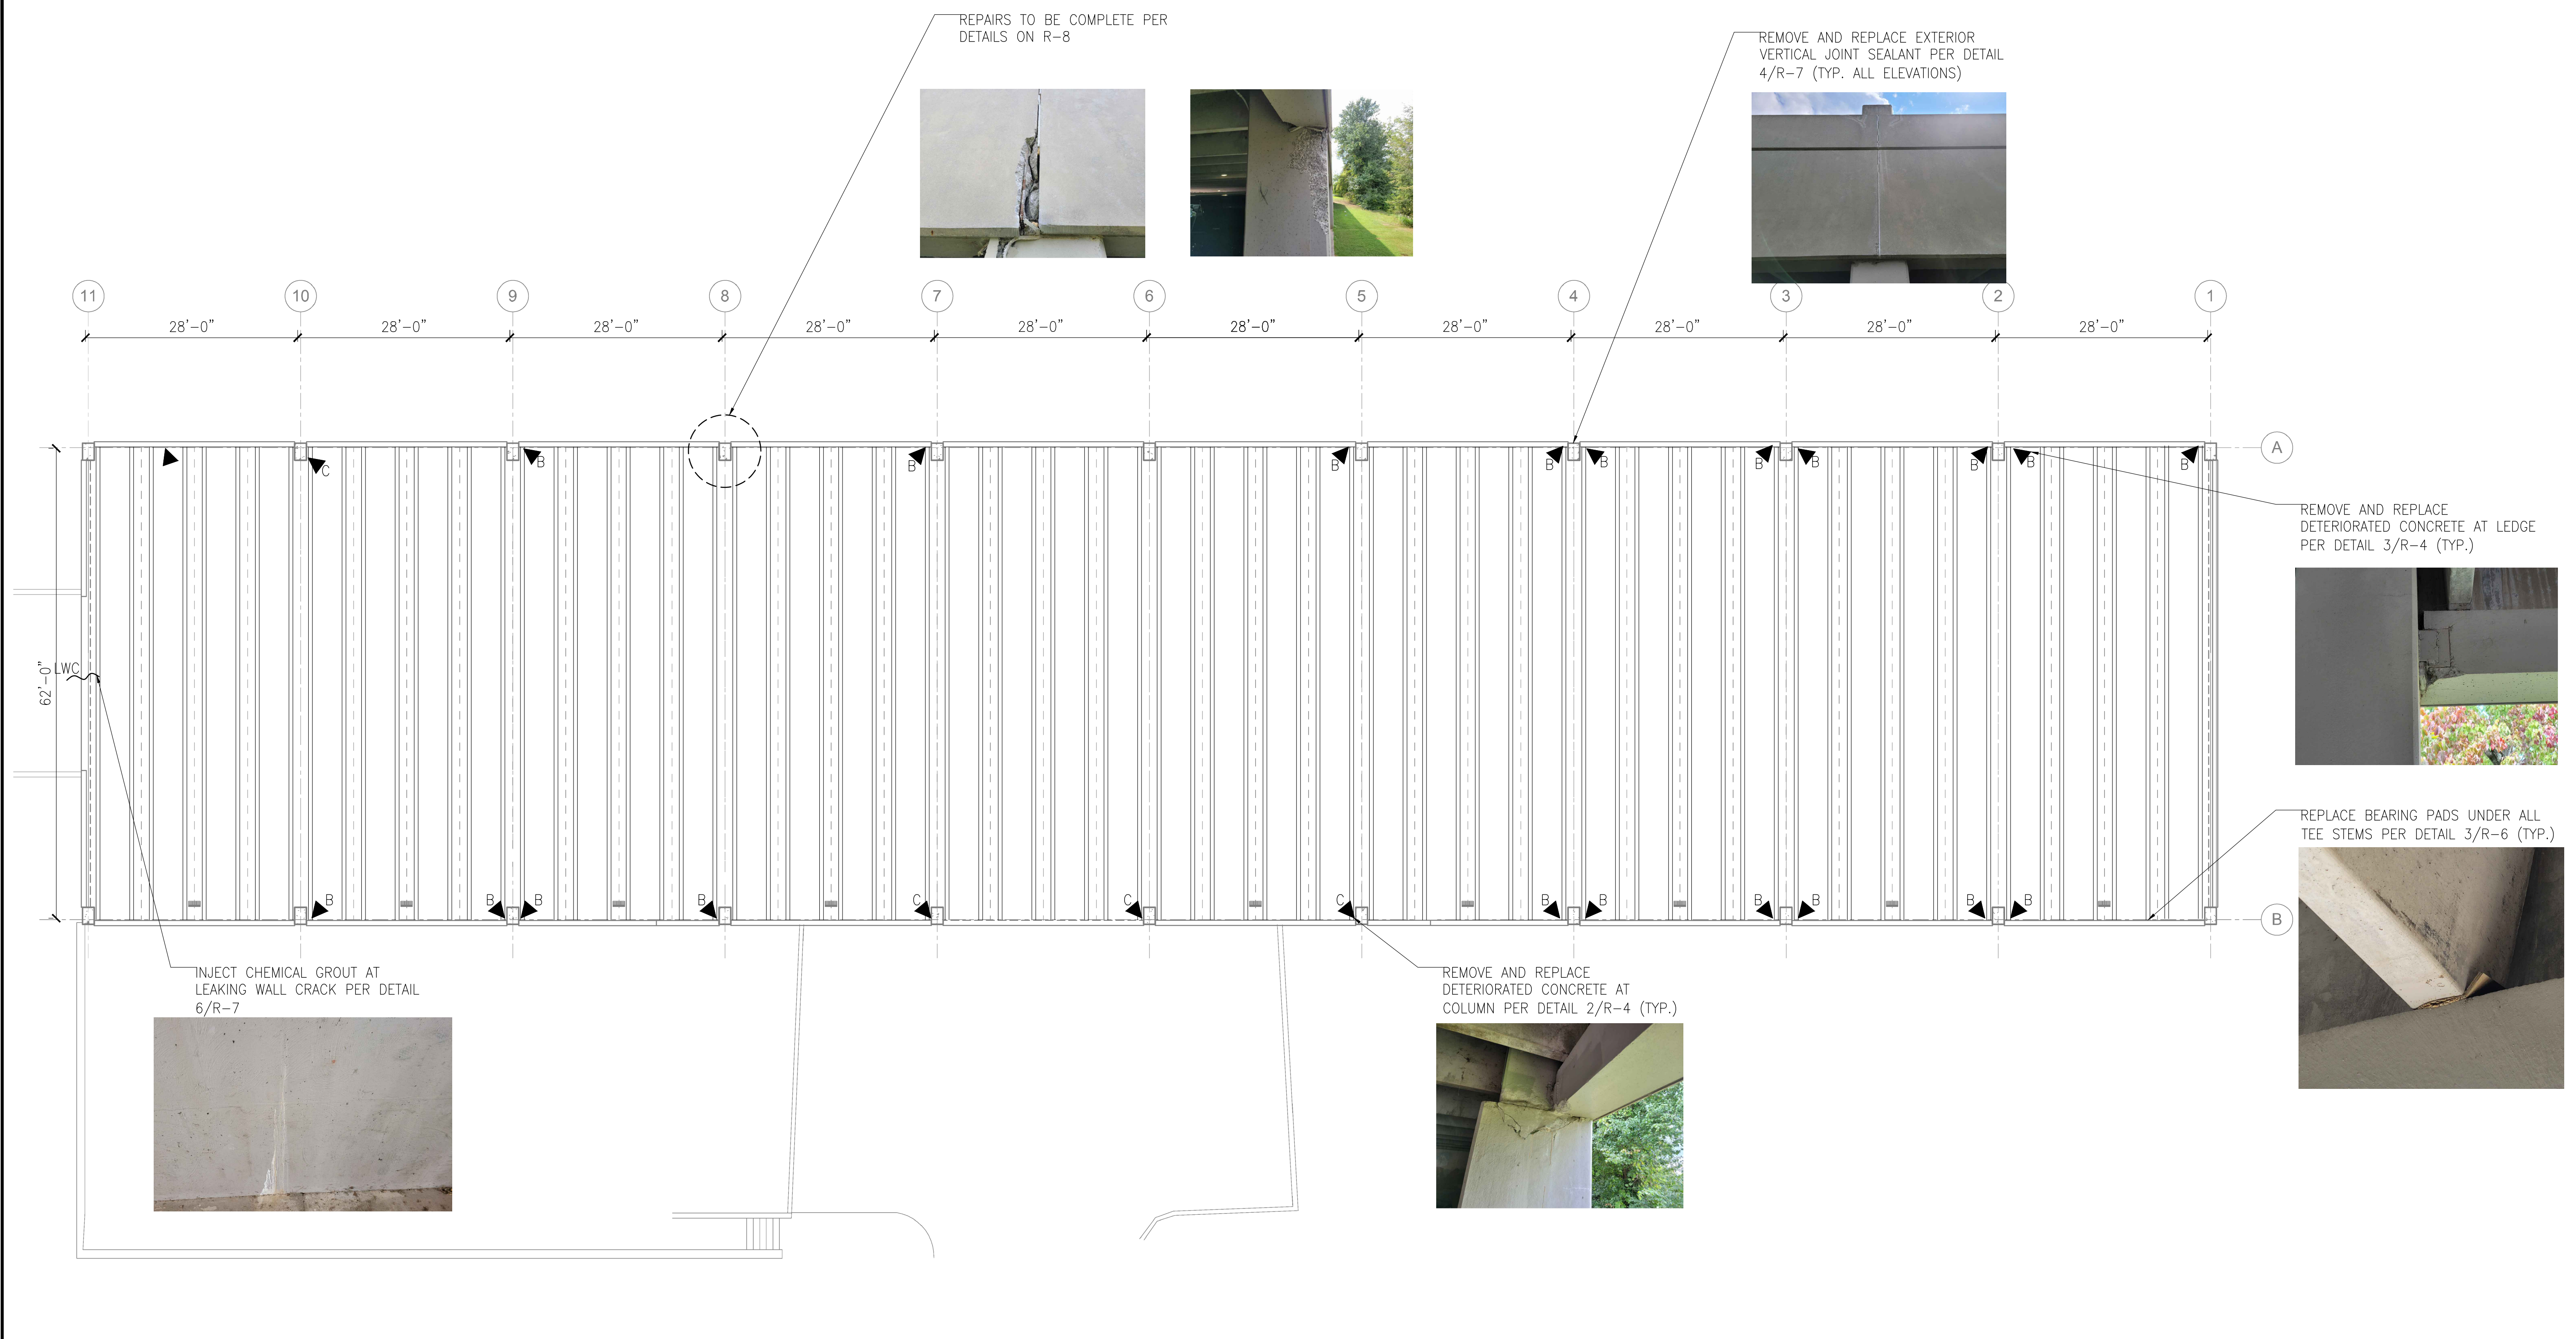 REPAIRS TO BE COMPLETE PER
DETAILS ON R-8
REMOVE AND REPLACE EXTERIOR
VERTICAL JOINT SEALANT PER DETAIL
4/R-7 (TYP. ALL ELEVATIONS)
11 10 9 8 7 6 5 4 3 2 1
28'-0" 28'-0" 28'-0" 28'-0" 28'-0" 28'-0" 28'-0" 28'-0" 28'-0" 28'-0"
A
C B B B B B B B B B B
REMOVE AND REPLACE
DETERIORATED CONCRETE AT LEDGE
PER DETAIL 3/R-4 (TYP.)
LWC
62'-0"
REPLACE BEARING PADS UNDER ALL
TEE STEMS PER DETAIL 3/R-6 (TYP.)
B B B B C C C B B B B B B
B
INJECT CHEMICAL GROUT AT
LEAKING WALL CRACK PER DETAIL
6/R-7
REMOVE AND REPLACE
DETERIORATED CONCRETE AT
COLUMN PER DETAIL 2/R-4 (TYP.)